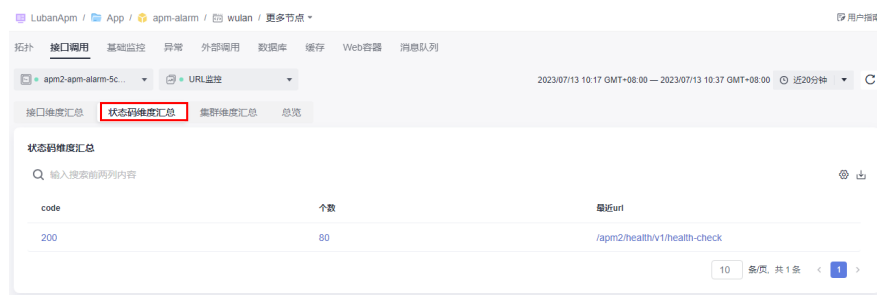 LubanApm / App / apm-alarm / wulan / 更多节点
用户指南
拓扑 接口调用 基础监控 异常 外部调用 数据库 缓存 Web容器 消息队列
apm2-apm-alarm-5c... URL监控 2023/07/13 10:17 GMT+08:00 — 2023/07/13 10:37 GMT+08:00 近20分钟
接口维度汇总 状态码维度汇总 集群维度汇总 总览
状态码维度汇总
输入搜索前两列内容
code 个数 最近url
200 80 /apm2/health/v1/health-check
10 条/页, 共 1 条 < 1 >